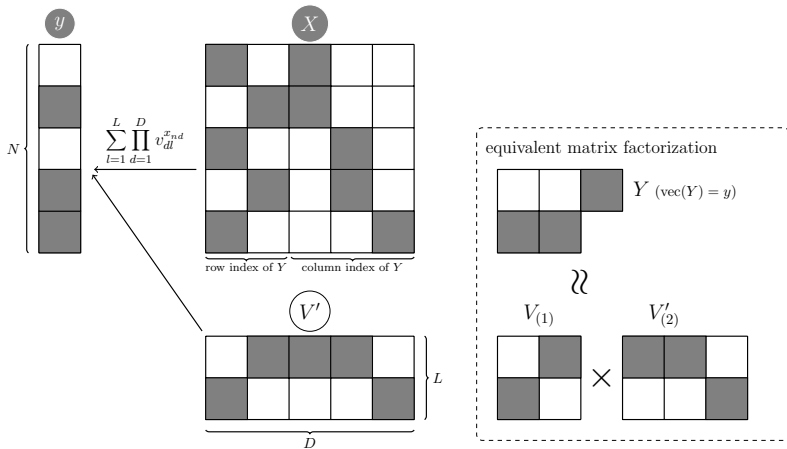 y
X
N
$\sum_{l=1}^{L} \prod_{d=1}^{D} v_{dl}^{x_{nd}}$
row index of Y
column index of Y
V′
L
D
equivalent matrix factorization
Y (vec(Y) = y)
≈
V₍₁₎
V′₍₂₎
×